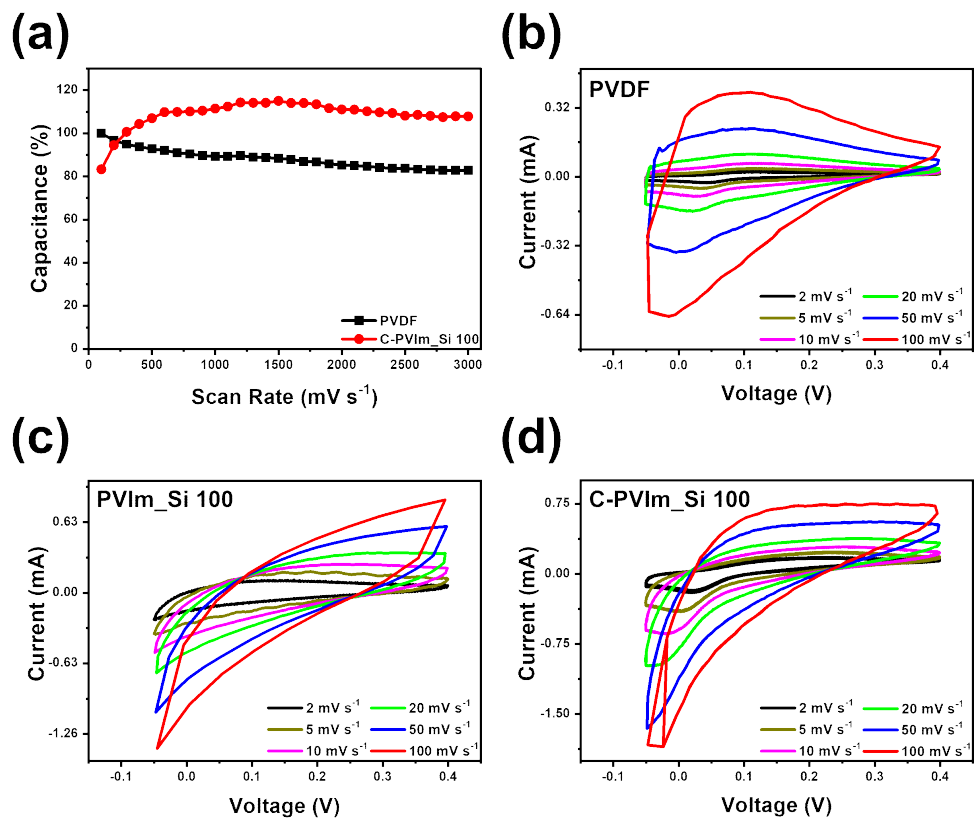 (a)
120
100
80
60
40
20
0
Capacitance (%)
PVDF
C-PVIm_Si 100
0 500 1000 1500 2000 2500 3000
Scan Rate (mV s⁻¹)
(b)
PVDF
0.32
0.00
-0.32
-0.64
Current (mA)
2 mV s⁻¹ 20 mV s⁻¹
5 mV s⁻¹ 50 mV s⁻¹
10 mV s⁻¹ 100 mV s⁻¹
-0.1 0.0 0.1 0.2 0.3 0.4
Voltage (V)
(c)
PVIm_Si 100
0.63
0.00
-0.63
-1.26
Current (mA)
2 mV s⁻¹ 20 mV s⁻¹
5 mV s⁻¹ 50 mV s⁻¹
10 mV s⁻¹ 100 mV s⁻¹
-0.1 0.0 0.1 0.2 0.3 0.4
Voltage (V)
(d)
C-PVIm_Si 100
0.75
0.00
-0.75
-1.50
Current (mA)
2 mV s⁻¹ 20 mV s⁻¹
5 mV s⁻¹ 50 mV s⁻¹
10 mV s⁻¹ 100 mV s⁻¹
-0.1 0.0 0.1 0.2 0.3 0.4
Voltage (V)